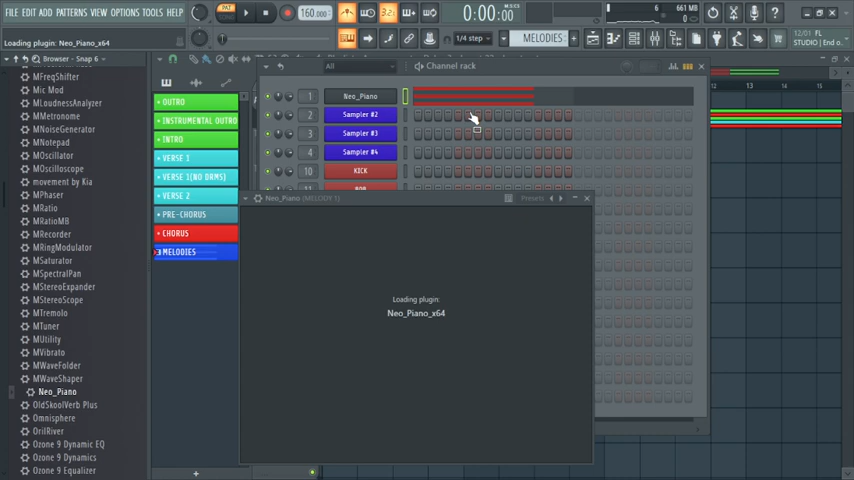 FILE EDIT ADD PATTERNS VIEW OPTIONS TOOLS HELP
PAT
SONG
160.000
3.2
0:00:00
6
661 MB
0
Loading plugin: Neo_Piano_x64
1/4 step
MELODIES
12/01 FL
STUDIO | End o
Browser - Snap 6
MFreqShifter
Mic Mod
MLoudnessAnalyzer
MMetronome
MNoiseGenerator
MNotepad
MOscillator
MOscilloscope
movement by Kia
MPhaser
MRatio
MRatioMB
MRecorder
MRingModulator
MSaturator
MSpectralPan
MStereoExpander
MStereoScope
MTremolo
MTuner
MUtility
MVibrato
MWaveFolder
MWaveShaper
Neo_Piano
OldSkoolVerb Plus
Omnisphere
OrilRiver
Ozone 9 Dynamic EQ
Ozone 9 Dynamics
Ozone 9 Equalizer
OUTRO
INSTRUMENTAL OUTRO
INTRO
VERSE 1
VERSE 1(NO DRMS)
VERSE 2
PRE-CHORUS
CHORUS
MELODIES
All
Channel rack
1 Neo_Piano
2 Sampler #2
3 Sampler #3
4 Sampler #4
10 KICK
Neo_Piano (MELODY 1)
Presets
Loading plugin:
Neo_Piano_x64
12 13 14 15